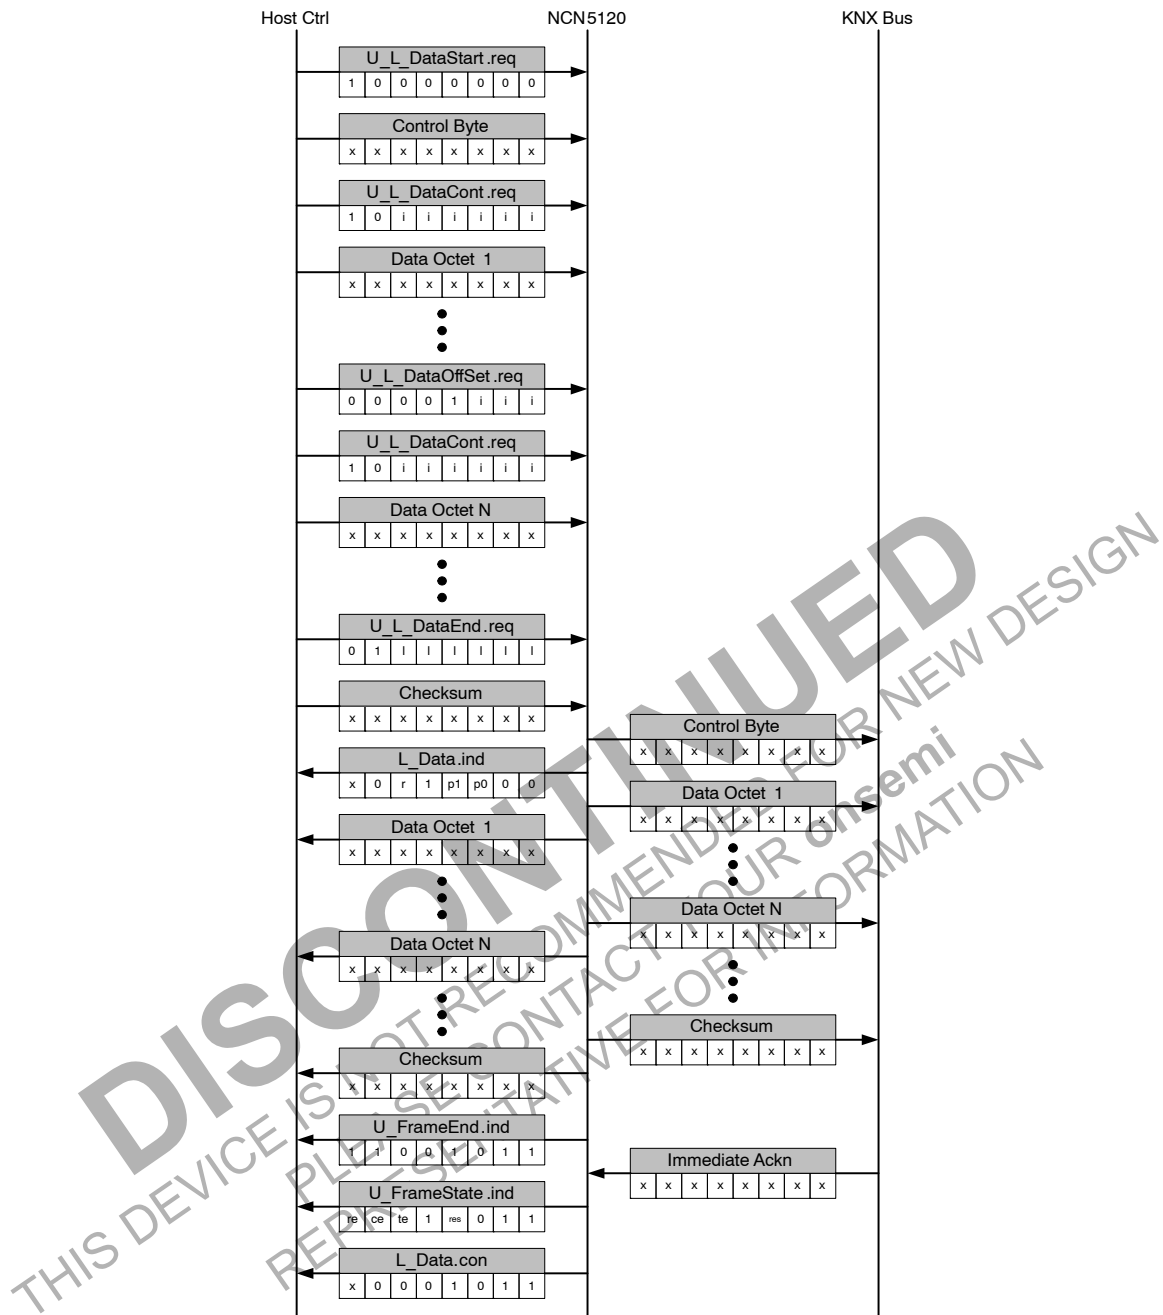 Host Ctrl NCN5120 KNX Bus
U_L_DataStart.req
1 0 0 0 0 0 0 0
Control Byte
x x x x x x x x
U_L_DataCont.req
1 0 i i i i i i
Data Octet 1
x x x x x x x x
U_L_DataOffSet.req
0 0 0 0 1 i i i
U_L_DataCont.req
1 0 i i i i i i
Data Octet N
x x x x x x x x
U_L_DataEnd.req
0 1 l l l l l l
Checksum
x x x x x x x x
Control Byte
x x x x x x x x
L_Data.ind
x 0 r 1 p1 p0 0 0
Data Octet 1
x x x x x x x x
Data Octet 1
x x x x x x x x
Data Octet N
x x x x x x x x
Data Octet N
x x x x x x x x
Checksum
x x x x x x x x
Checksum
x x x x x x x x
U_FrameEnd.ind
1 1 0 0 1 0 1 1
Immediate Ackn
x x x x x x x x
U_FrameState.ind
re ce te 1 res 0 1 1
L_Data.con
x 0 0 0 1 0 1 1
DISCONTINUED
THIS DEVICE IS NOT RECOMMENDED FOR NEW DESIGN
PLEASE CONTACT YOUR onsemi
REPRESENTATIVE FOR INFORMATION